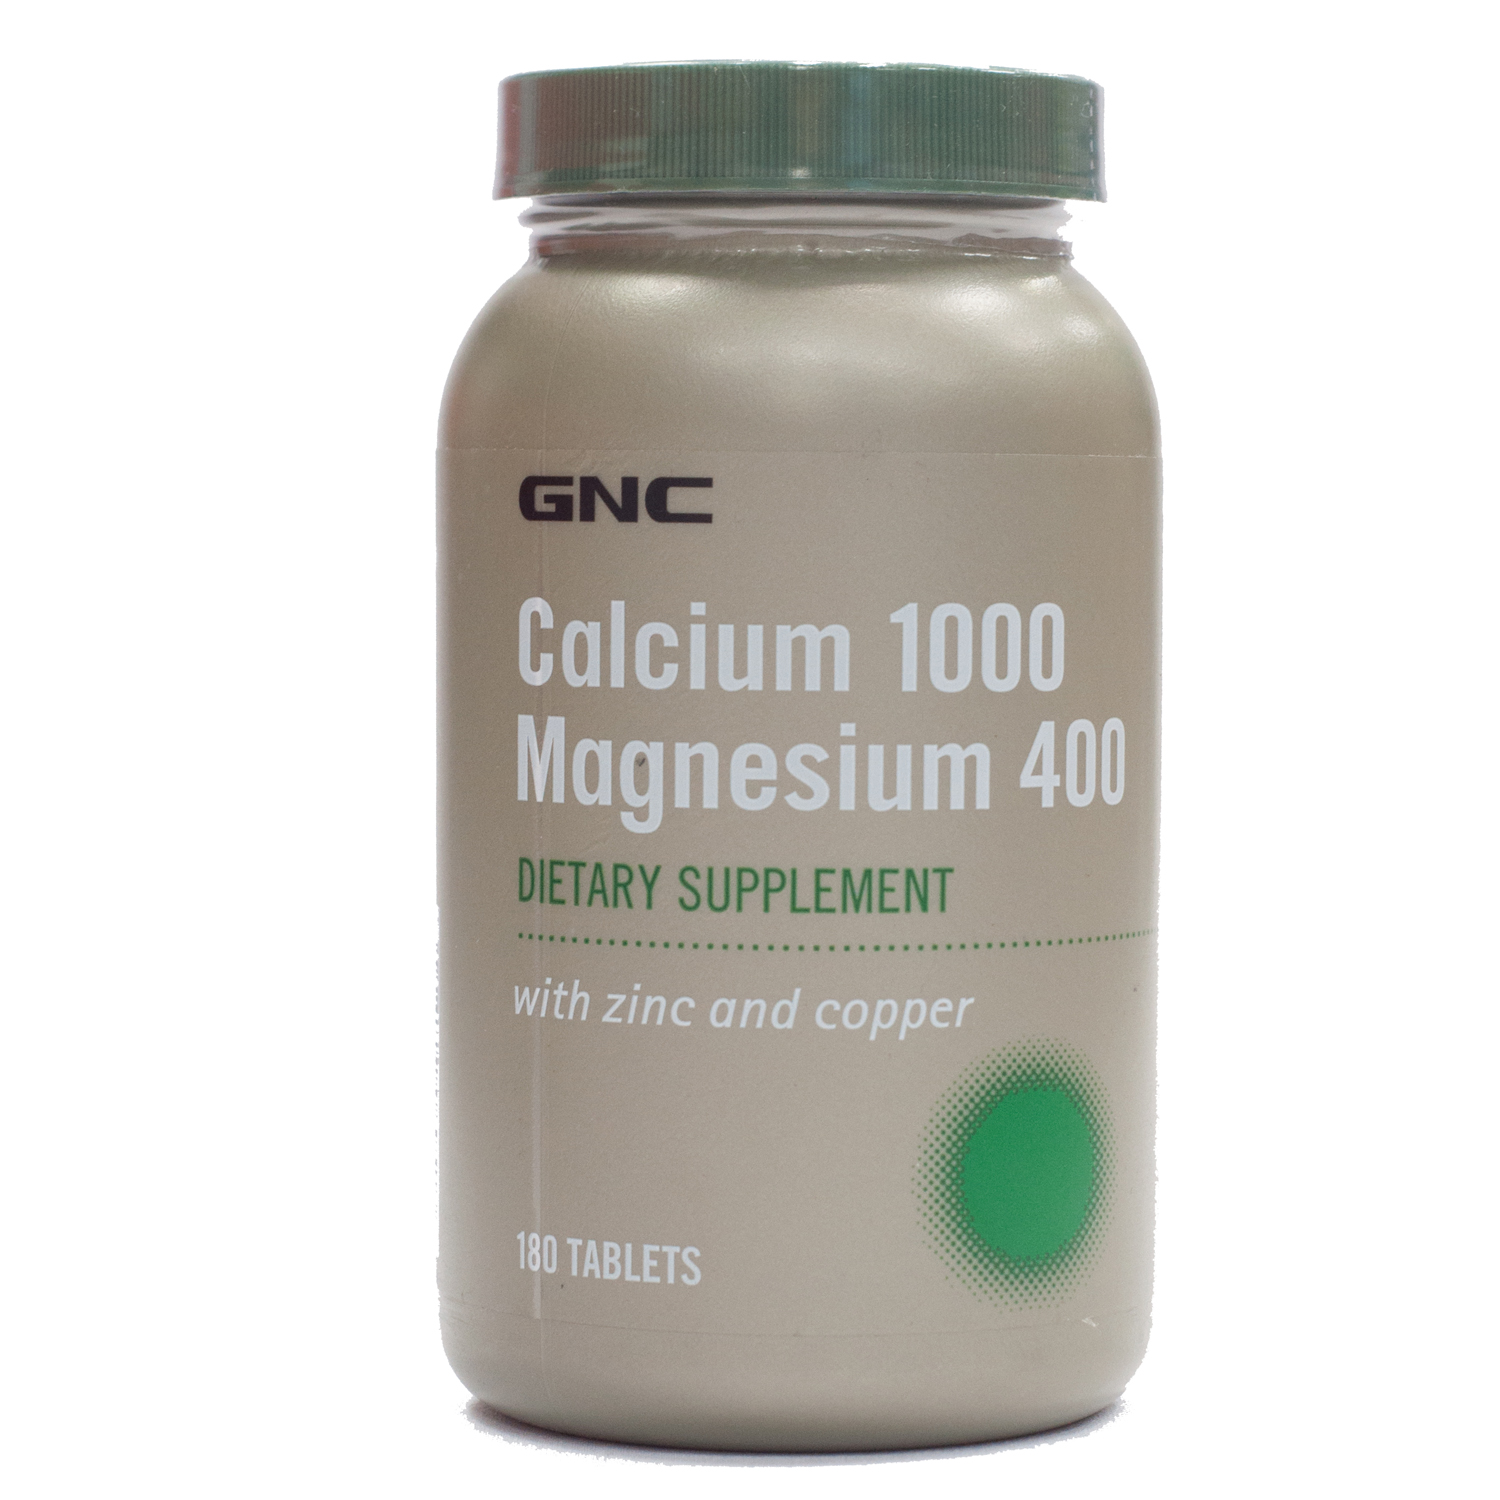 GNC
Calcium 1000
Magnesium 400
DIETARY SUPPLEMENT
with zinc and copper
180 TABLETS